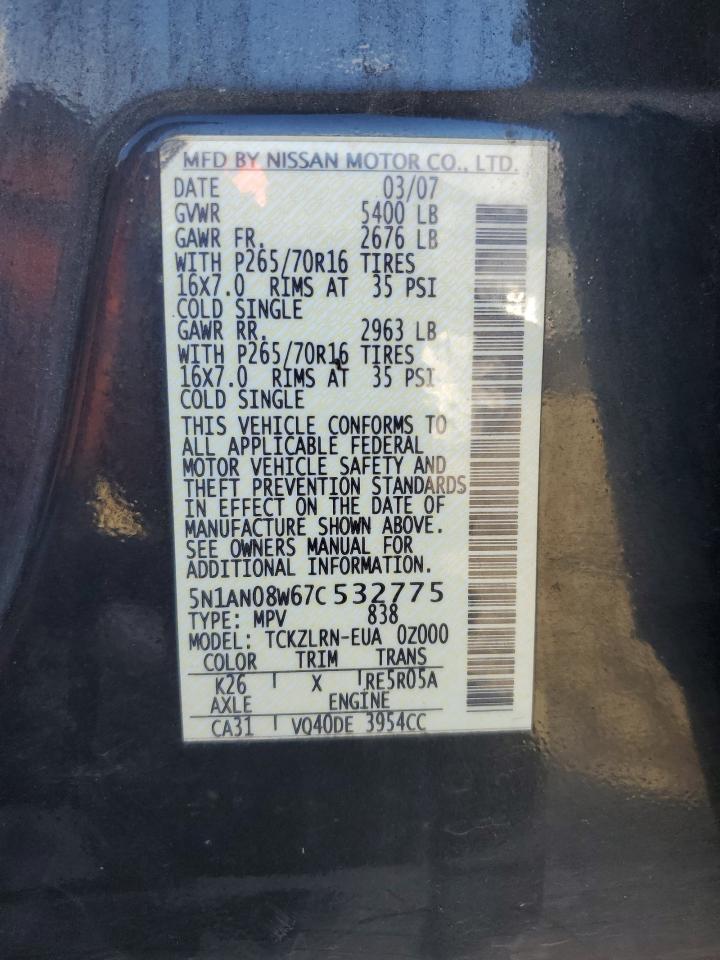 MFD BY NISSAN MOTOR CO., LTD.
DATE 03/07
GVWR 5400 LB
GAWR FR. 2676 LB
WITH P265/70R16 TIRES
16X7.0 RIMS AT 35 PSI
COLD SINGLE
GAWR RR. 2963 LB
WITH P265/70R16 TIRES
16X7.0 RIMS AT 35 PSI
COLD SINGLE
THIS VEHICLE CONFORMS TO
ALL APPLICABLE FEDERAL
MOTOR VEHICLE SAFETY AND
THEFT PREVENTION STANDARDS
IN EFFECT ON THE DATE OF
MANUFACTURE SHOWN ABOVE.
SEE OWNERS MANUAL FOR
ADDITIONAL INFORMATION.
5N1AN08W67C532775
TYPE: MPV 838
MODEL: TCKZLRN-EUA 0Z000
COLOR TRIM TRANS
K26 X RE5R05A
AXLE ENGINE
CA31 VQ40DE 3954CC